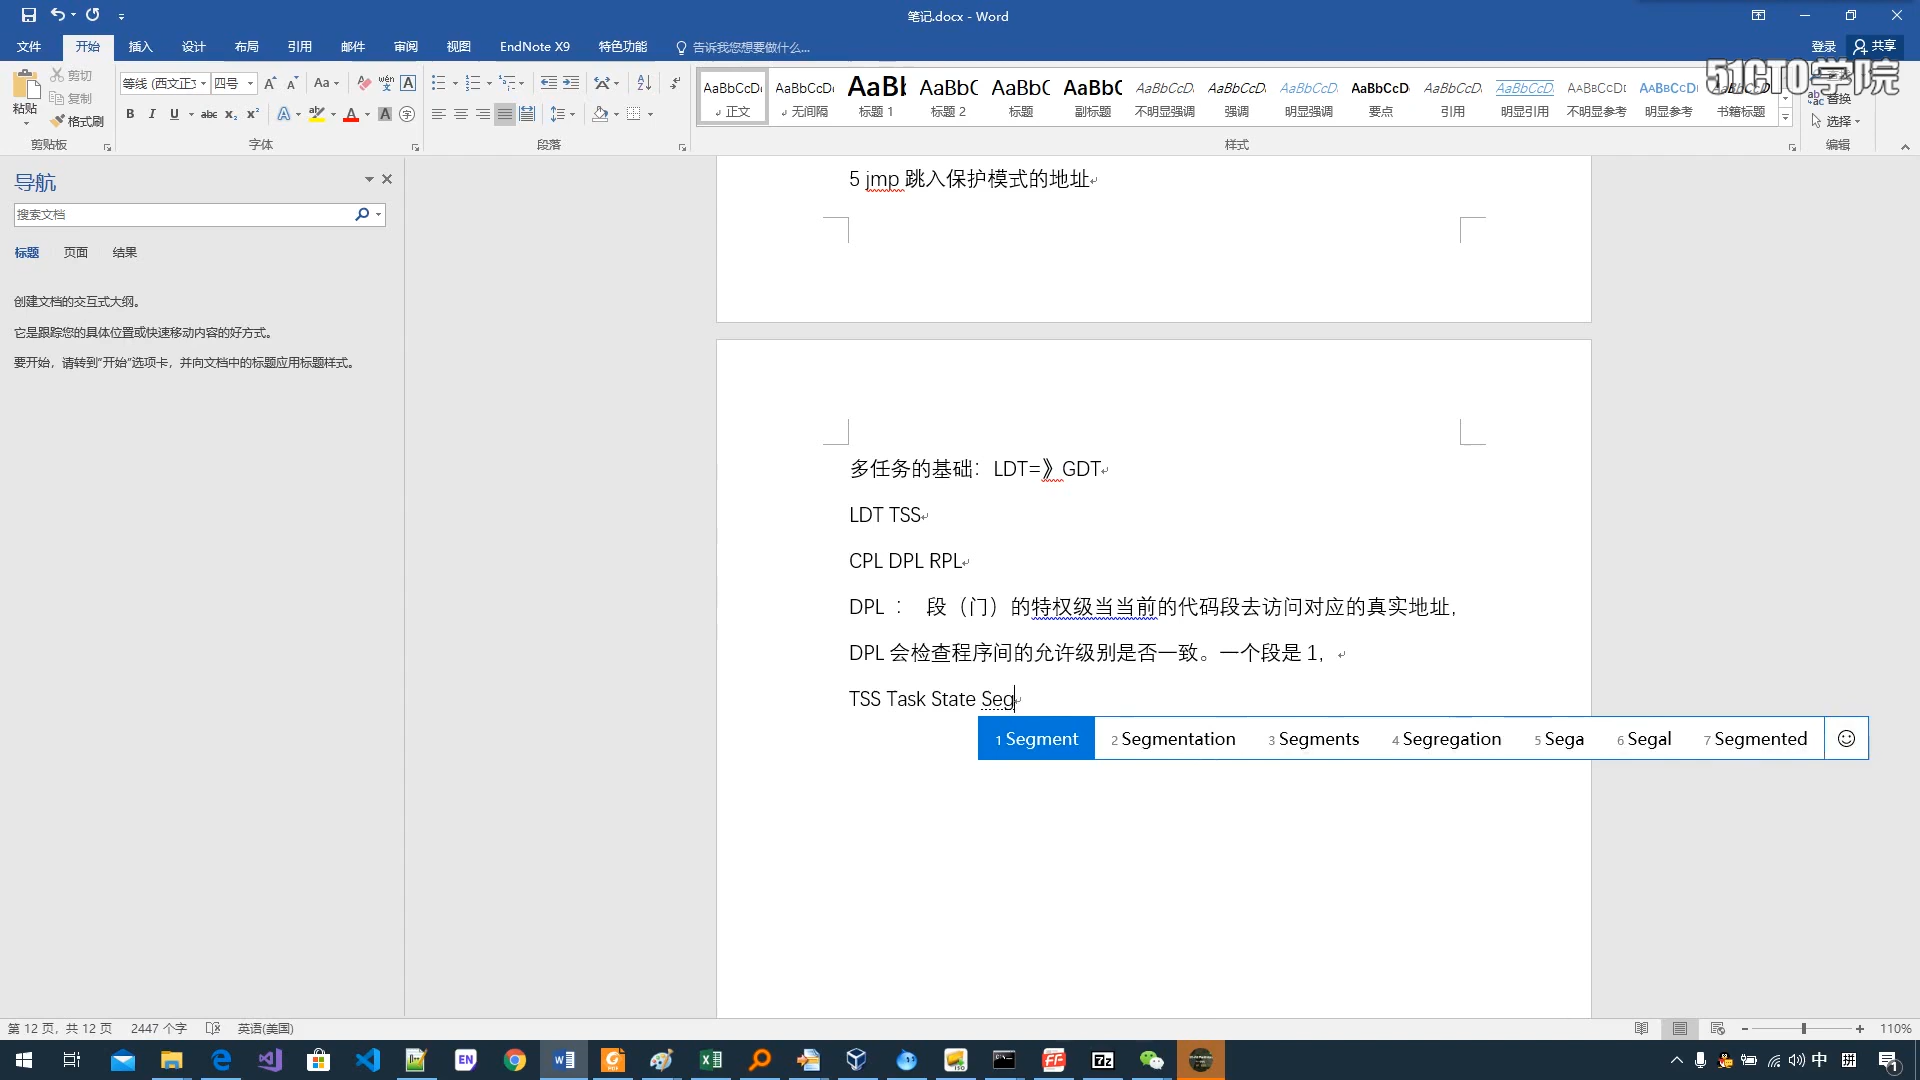 笔记.docx - Word
文件 开始 插入 设计 布局 引用 邮件 审阅 视图 EndNote X9 特色功能 告诉我您想要做什么... 登录 共享
51CTO学院
粘贴 剪切 复制 格式刷
等线 (西文正文 四号
AaBbCcDc AaBbCcDc AaBl AaBbC AaBbC AaBbC AaBbCcD. AaBbCcD. AaBbCcD. AaBbCcD. AaBbCcD. AaBbCcD. AaBbCcDc AaBbCcD
正文 无间隔 标题 1 标题 2 标题 副标题 不明显强调 强调 明显强调 要点 引用 明显引用 不明显参考 明显参考 书籍标题
替换
选择
剪贴板 字体 段落 样式 编辑
导航
搜索文档
标题 页面 结果
创建文档的交互式大纲。
它是跟踪您的具体位置或快速移动内容的好方式。
要开始，请转到“开始”选项卡，并向文档中的标题应用标题样式。
5 jmp 跳入保护模式的地址
多任务的基础：LDT=》GDT
LDT TSS
CPL DPL RPL
DPL ： 段（门）的特权级当当前的代码段去访问对应的真实地址，
DPL 会检查程序间的允许级别是否一致。一个段是 1，
TSS Task State Seg
1 Segment 2 Segmentation 3 Segments 4 Segregation 5 Sega 6 Segal 7 Segmented
第 12 页，共 12 页 2447 个字 英语(美国) 110%
EN 中 拼